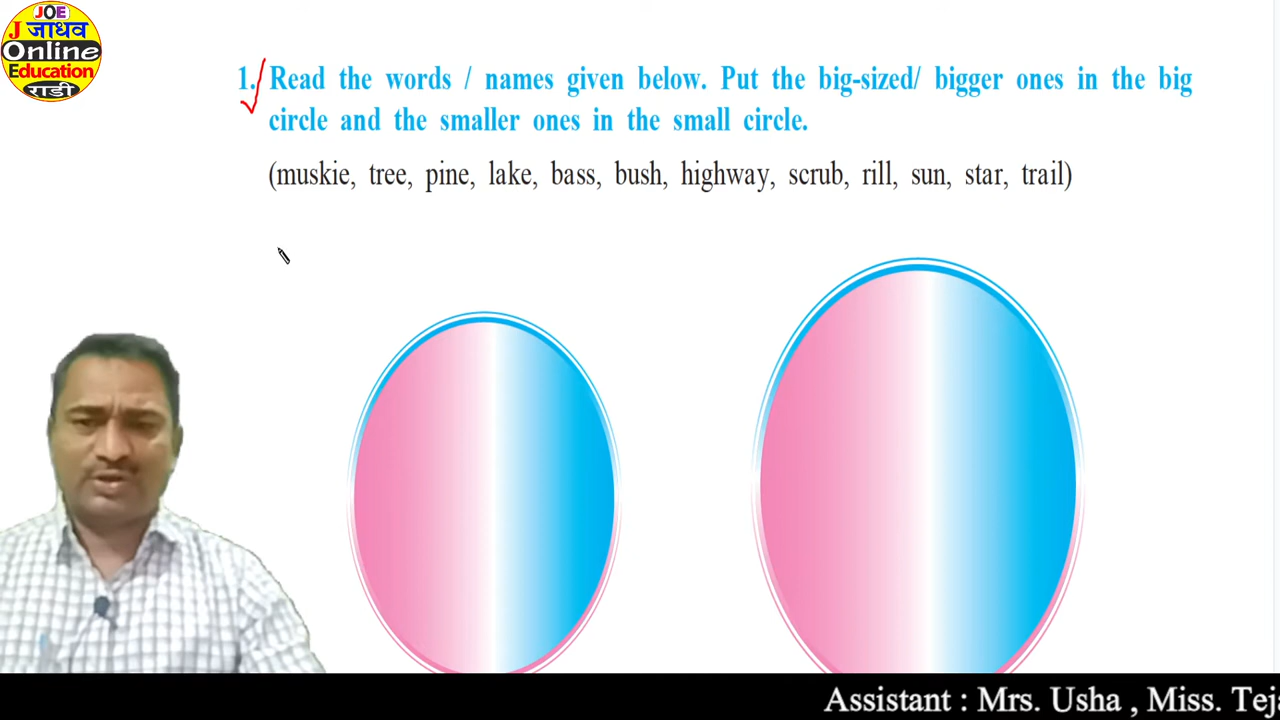 JOE
J जाधव
Online
Education
राडी
1. Read the words / names given below. Put the big-sized/ bigger ones in the big
circle and the smaller ones in the small circle.
(muskie, tree, pine, lake, bass, bush, highway, scrub, rill, sun, star, trail)
Assistant : Mrs. Usha , Miss. Teja